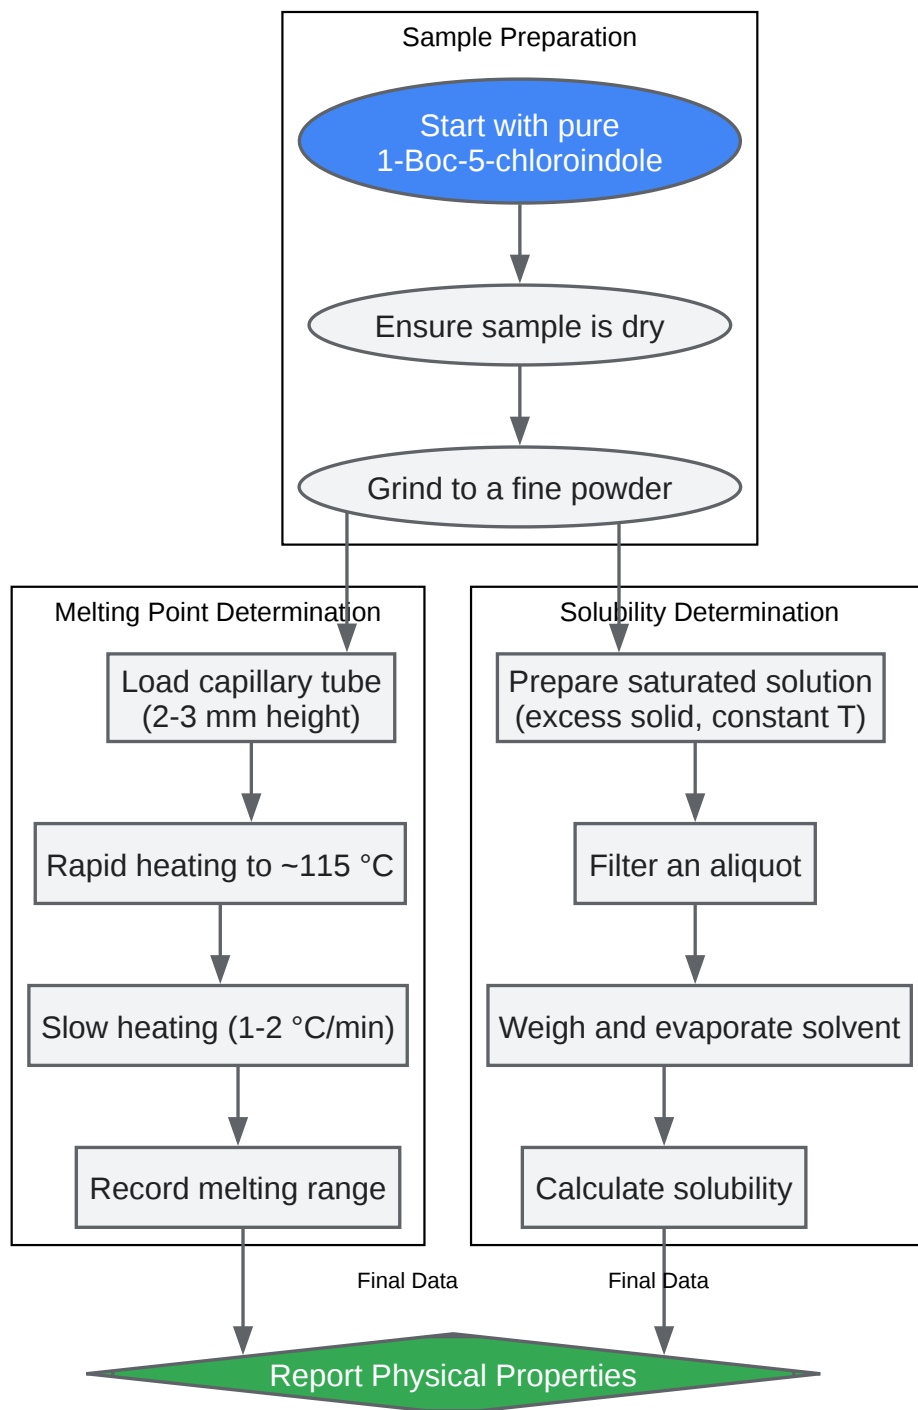 Sample Preparation
Start with pure
1-Boc-5-chloroindole
Ensure sample is dry
Grind to a fine powder
Melting Point Determination
Load capillary tube
(2-3 mm height)
Rapid heating to ~115 °C
Slow heating (1-2 °C/min)
Record melting range
Solubility Determination
Prepare saturated solution
(excess solid, constant T)
Filter an aliquot
Weigh and evaporate solvent
Calculate solubility
Final Data
Final Data
Report Physical Properties